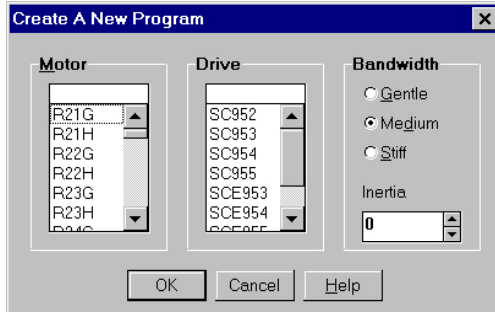 Create A New Program
Motor
R21G
R21H
R22G
R22H
R23G
R23H
Drive
SC952
SC953
SC954
SC955
SCE953
SCE954
Bandwidth
Gentle
Medium
Stiff
Inertia
0
OK
Cancel
Help